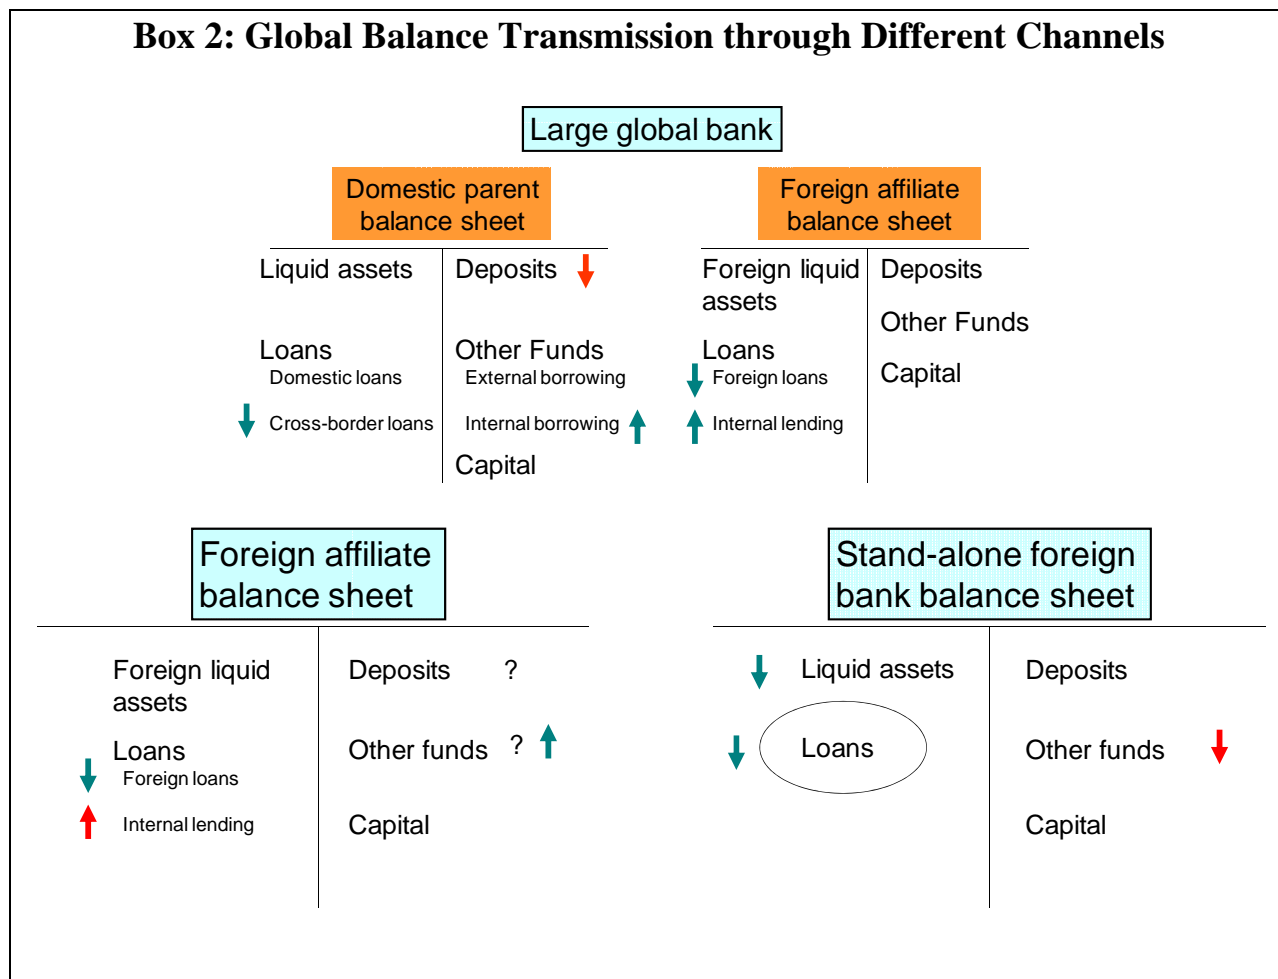 Box 2: Global Balance Transmission through Different Channels
Large global bank
Domestic parent
balance sheet
Liquid assets
Loans
Domestic loans
Cross-border loans
Deposits
Other Funds
External borrowing
Internal borrowing
Capital
Foreign affiliate
balance sheet
Foreign liquid
assets
Loans
Foreign loans
Internal lending
Deposits
Other Funds
Capital
Foreign affiliate
balance sheet
Foreign liquid
assets
Loans
Foreign loans
Internal lending
Deposits ?
Other funds ?
Capital
Stand-alone foreign
bank balance sheet
Liquid assets
Loans
Deposits
Other funds
Capital